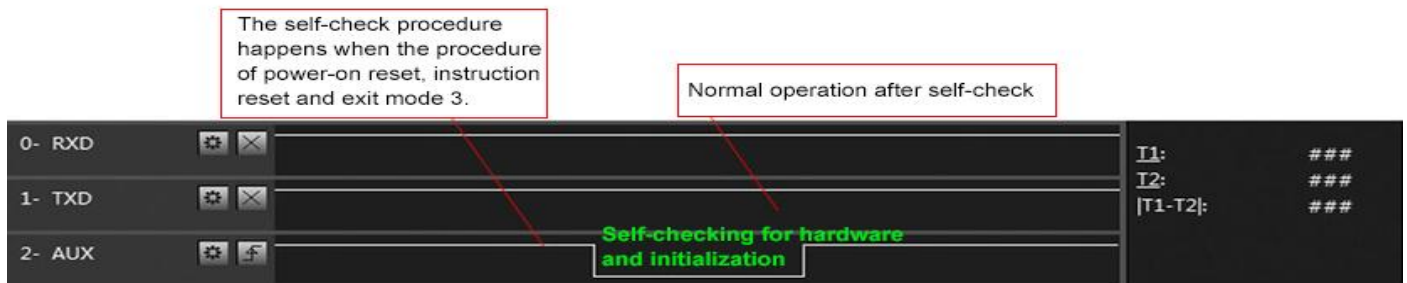 The self-check procedure
happens when the procedure
of power-on reset, instruction
reset and exit mode 3.
Normal operation after self-check
0- RXD
T1: ###
T2: ###
1- TXD
|T1-T2|: ###
Self-checking for hardware
2- AUX
and initialization